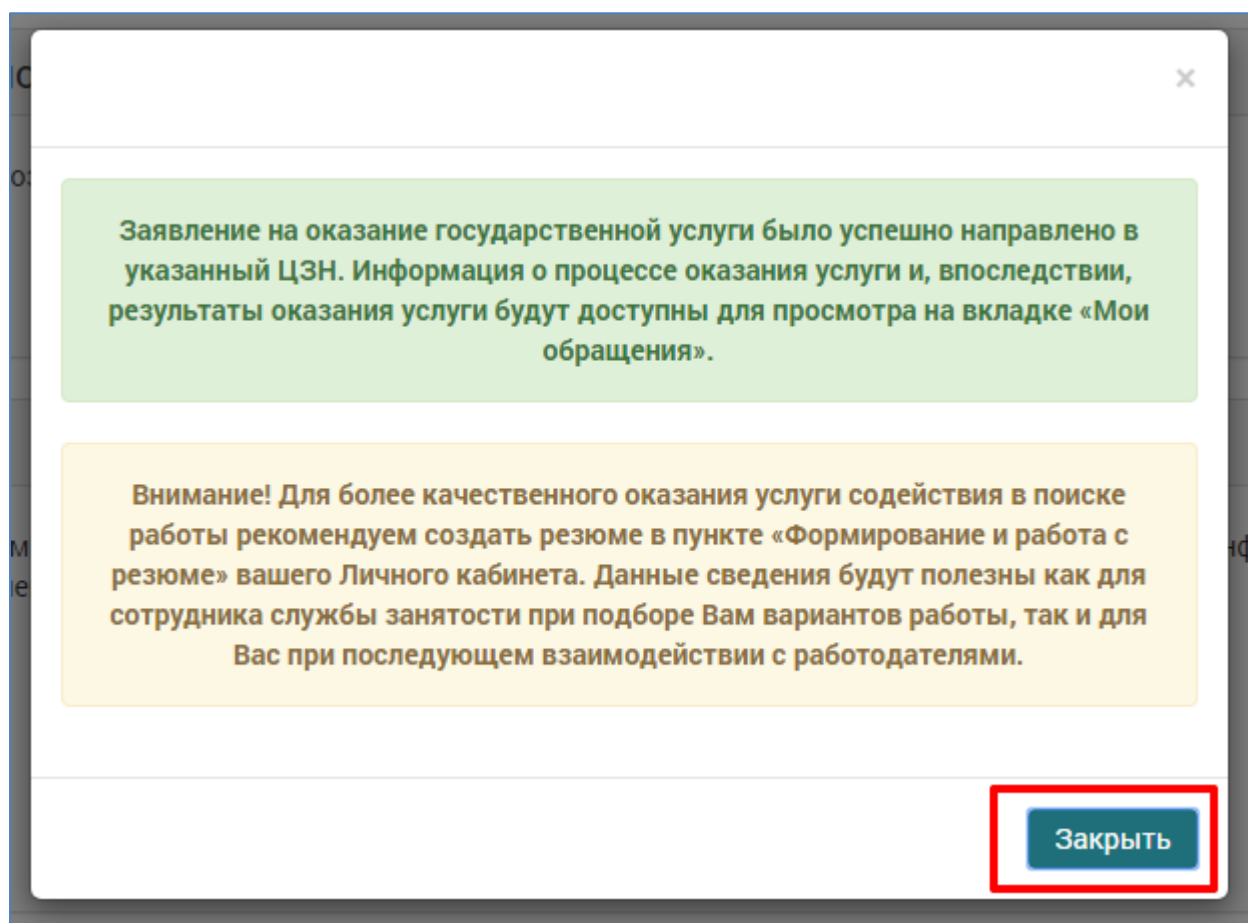 ×
Заявление на оказание государственной услуги было успешно направлено в
указанный ЦЗН. Информация о процессе оказания услуги и, впоследствии,
результаты оказания услуги будут доступны для просмотра на вкладке «Мои
обращения».
Внимание! Для более качественного оказания услуги содействия в поиске
работы рекомендуем создать резюме в пункте «Формирование и работа с
резюме» вашего Личного кабинета. Данные сведения будут полезны как для
сотрудника службы занятости при подборе Вам вариантов работы, так и для
Вас при последующем взаимодействии с работодателями.
Закрыть